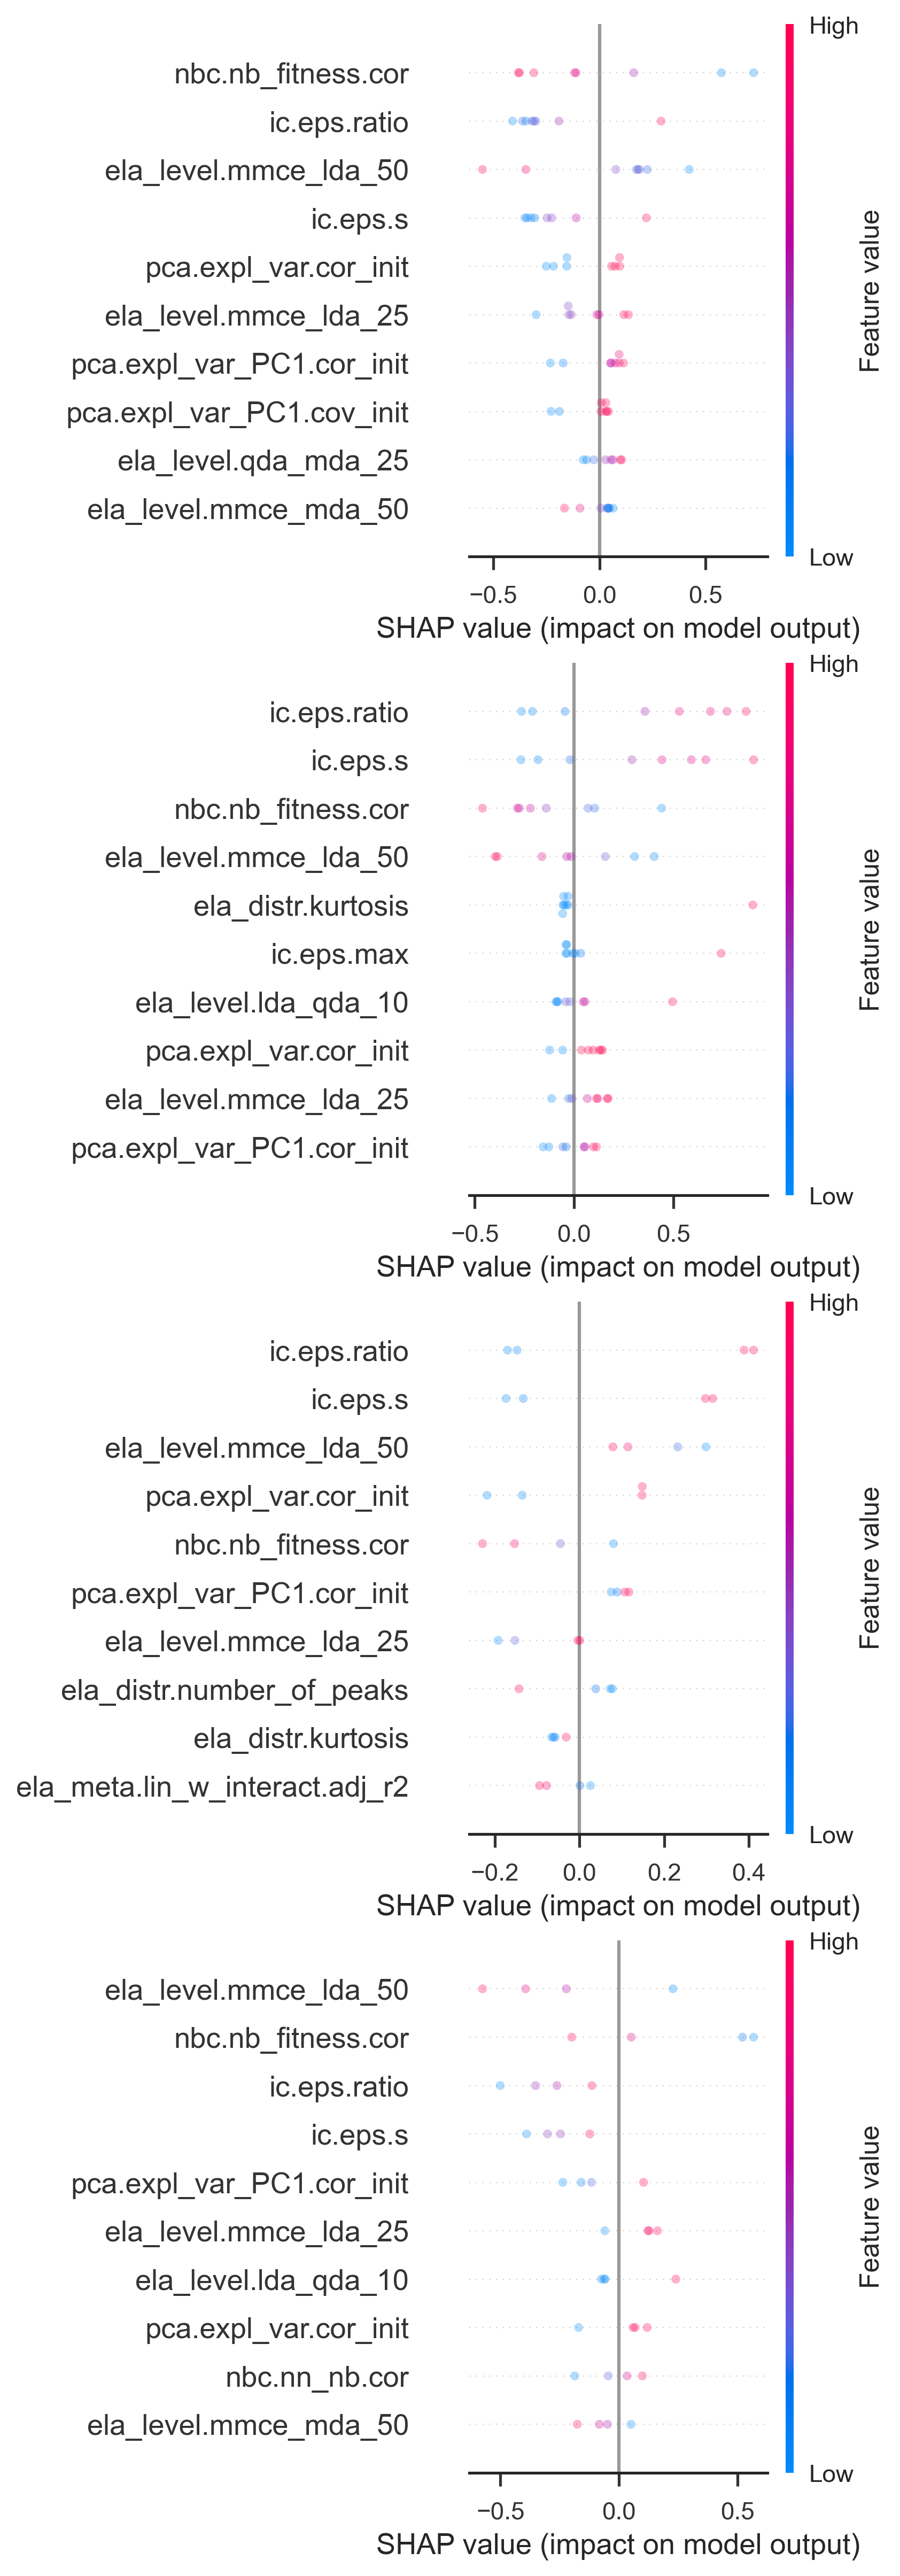 High
nbc.nb_fitness.cor
ic.eps.ratio
ela_level.mmce_lda_50
ic.eps.s
pca.expl_var.cor_init
ela_level.mmce_lda_25
pca.expl_var_PC1.cor_init
pca.expl_var_PC1.cov_init
ela_level.qda_mda_25
ela_level.mmce_mda_50
Feature value
Low
−0.5 0.0 0.5
SHAP value (impact on model output)
High
ic.eps.ratio
ic.eps.s
nbc.nb_fitness.cor
ela_level.mmce_lda_50
ela_distr.kurtosis
ic.eps.max
ela_level.lda_qda_10
pca.expl_var.cor_init
ela_level.mmce_lda_25
pca.expl_var_PC1.cor_init
Feature value
Low
−0.5 0.0 0.5
SHAP value (impact on model output)
High
ic.eps.ratio
ic.eps.s
ela_level.mmce_lda_50
pca.expl_var.cor_init
nbc.nb_fitness.cor
pca.expl_var_PC1.cor_init
ela_level.mmce_lda_25
ela_distr.number_of_peaks
ela_distr.kurtosis
ela_meta.lin_w_interact.adj_r2
Feature value
Low
−0.2 0.0 0.2 0.4
SHAP value (impact on model output)
High
ela_level.mmce_lda_50
nbc.nb_fitness.cor
ic.eps.ratio
ic.eps.s
pca.expl_var_PC1.cor_init
ela_level.mmce_lda_25
ela_level.lda_qda_10
pca.expl_var.cor_init
nbc.nn_nb.cor
ela_level.mmce_mda_50
Feature value
Low
−0.5 0.0 0.5
SHAP value (impact on model output)